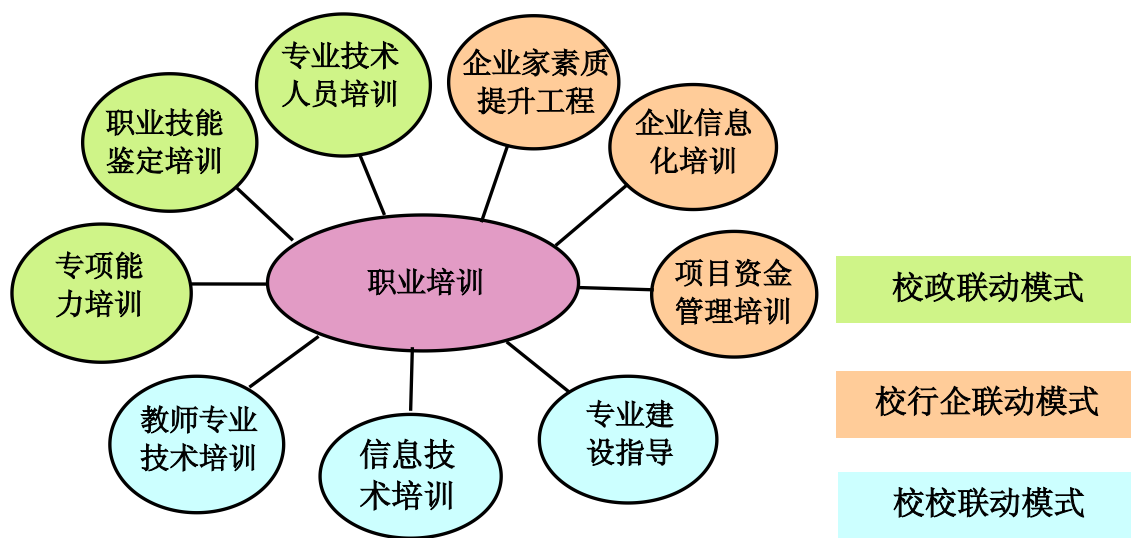 专业技术
人员培训
企业家素质
提升工程
职业技能
鉴定培训
企业信息
化培训
专项能
力培训
职业培训
项目资金
管理培训
教师专业
技术培训
信息技
术培训
专业建
设指导
校政联动模式
校行企联动模式
校校联动模式